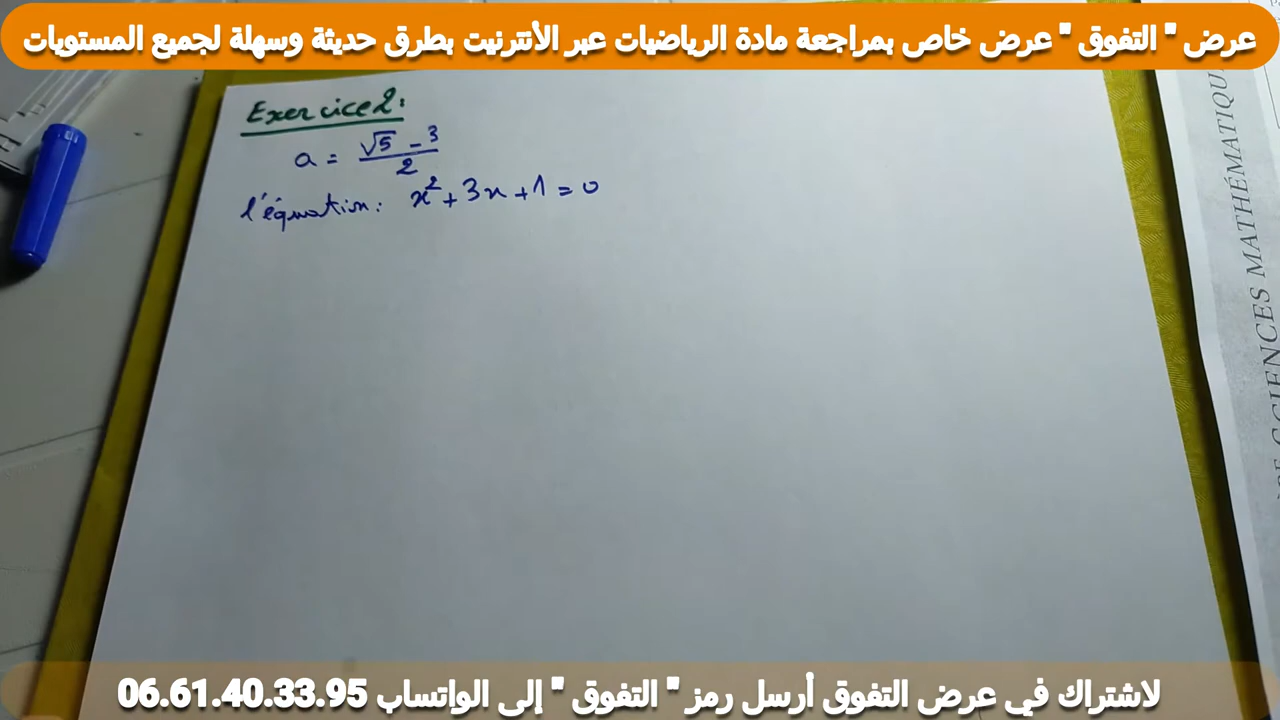 عرض " التفوق " عرض خاص بمراجعة مادة الرياضيات عبر الأنترنيت بطرق حديثة وسهلة لجميع المستويات
Exercice 2:
a = (√5 - 3)/2
l'équation: x² + 3x + 1 = 0
SCIENCES MATHÉMATIQU
لاشتراك في عرض التفوق أرسل رمز " التفوق " إلى الواتساب 06.61.40.33.95